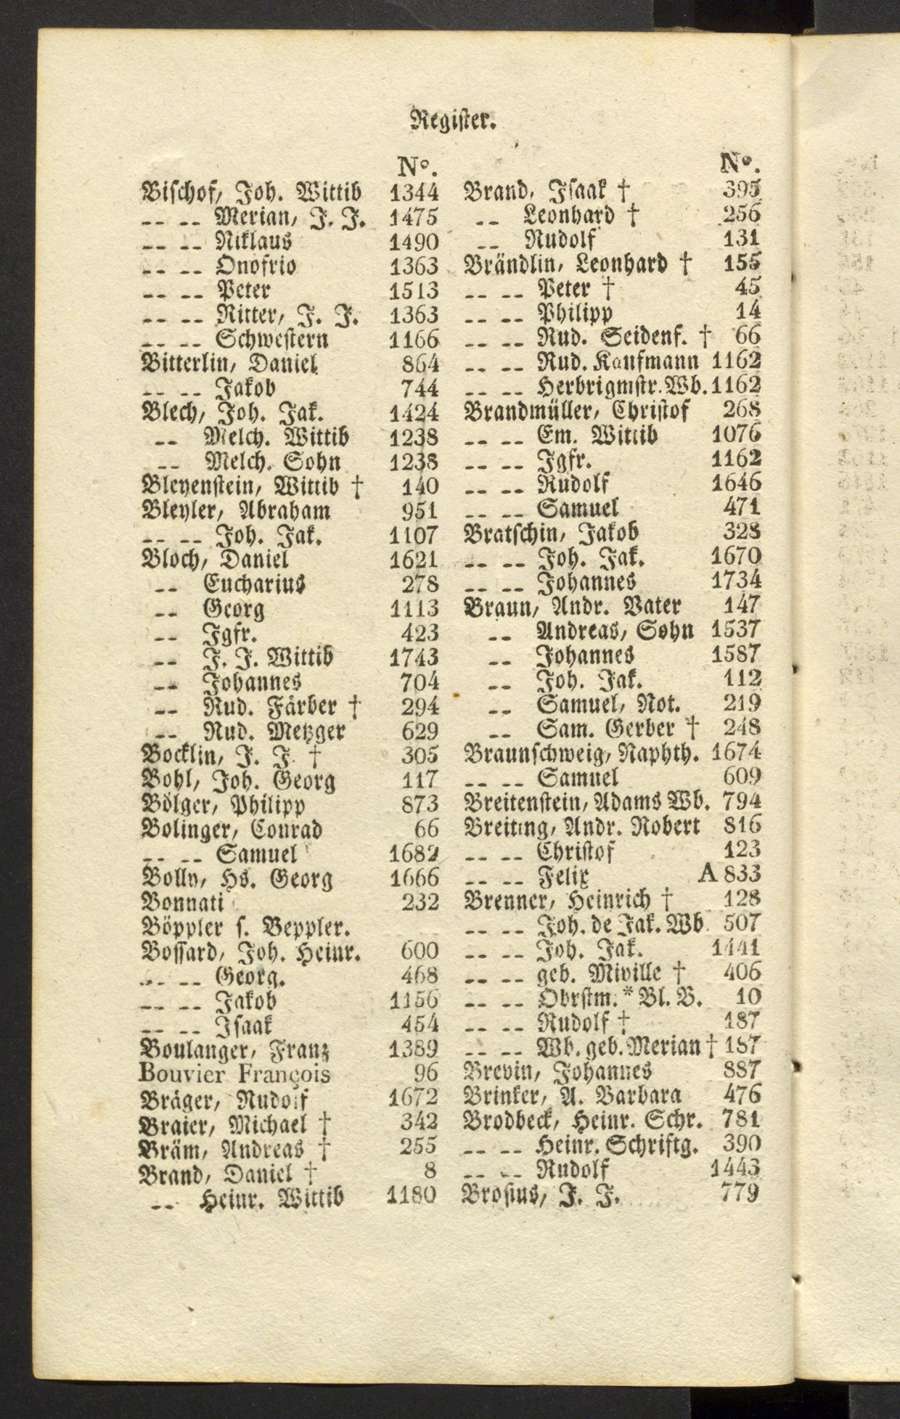 Register.
No.
Bischof, Joh. Wittib 1344
-- -- Merian, J. J. 1475
-- -- Niklaus 1490
-- -- Onofrio 1363
-- -- Peter 1513
-- -- Ritter, J. J. 1363
-- -- Schwestern 1166
Bitterlin, Daniel 864
-- -- Jakob 744
Blech, Joh. Jak. 1424
-- Melch. Wittib 1238
-- Melch. Sohn 1238
Bleyenstein, Wittib † 140
Bleyler, Abraham 951
-- -- Joh. Jak. 1107
Bloch, Daniel 1621
-- Eucharius 278
-- Georg 1113
-- Jgfr. 423
-- J. J. Wittib 1743
-- Johannes 704
-- Rud. Färber † 294
-- Rud. Metzger 629
Bocklin, J. J. † 305
Bohl, Joh. Georg 117
Bölger, Philipp 873
Bolinger, Conrad 66
-- -- Samuel 1682
Bolly, Hs. Georg 1666
Bonnati 232
Böppler s. Beppler.
Bossard, Joh. Heinr. 600
-- -- Georg. 468
-- -- Jakob 1156
-- -- Isaak 454
Boulanger, Franz 1389
Bouvier François 96
Bräger, Rudolf 1672
Braier, Michael † 342
Bräm, Andreas † 255
Brand, Daniel † 8
-- Heinr. Wittib 1180
No.
Brand, Isaak † 395
-- Leonhard † 256
-- Rudolf 131
Brändlin, Leonhard † 155
-- -- Peter † 45
-- -- Philipp 14
-- -- Rud. Seidenf. † 66
-- -- Rud. Kaufmann 1162
-- -- Herbrigmstr. Wb. 1162
Brandmüller, Christof 268
-- -- Em. Wittib 1076
-- -- Jgfr. 1162
-- -- Rudolf 1646
-- -- Samuel 471
Bratschin, Jakob 328
-- -- Joh. Jak. 1670
-- -- Johannes 1734
Braun, Andr. Vater 147
-- Andreas, Sohn 1537
-- Johannes 1587
-- Joh. Jak. 112
-- Samuel, Not. 219
-- Sam. Gerber † 248
Braunschweig, Naphth. 1674
-- -- Samuel 609
Breitenstein, Adams Wb. 794
Breiting, Andr. Robert 816
-- -- Christof 123
-- -- Felix A 833
Brenner, Heinrich † 128
-- -- Joh. de Jak. Wb 507
-- -- Joh. Jak. 1441
-- -- geb. Miville † 406
-- -- Obrstm. * Bl. V. 10
-- -- Rudolf † 187
-- -- Wb. geb. Merian † 187
Brevin, Johannes 887
Brinker, A. Barbara 476
Brodbeck, Heinr. Schr. 781
-- -- Heinr. Schriftg. 390
-- -- Rudolf 1443
Brosius, J. J. 779